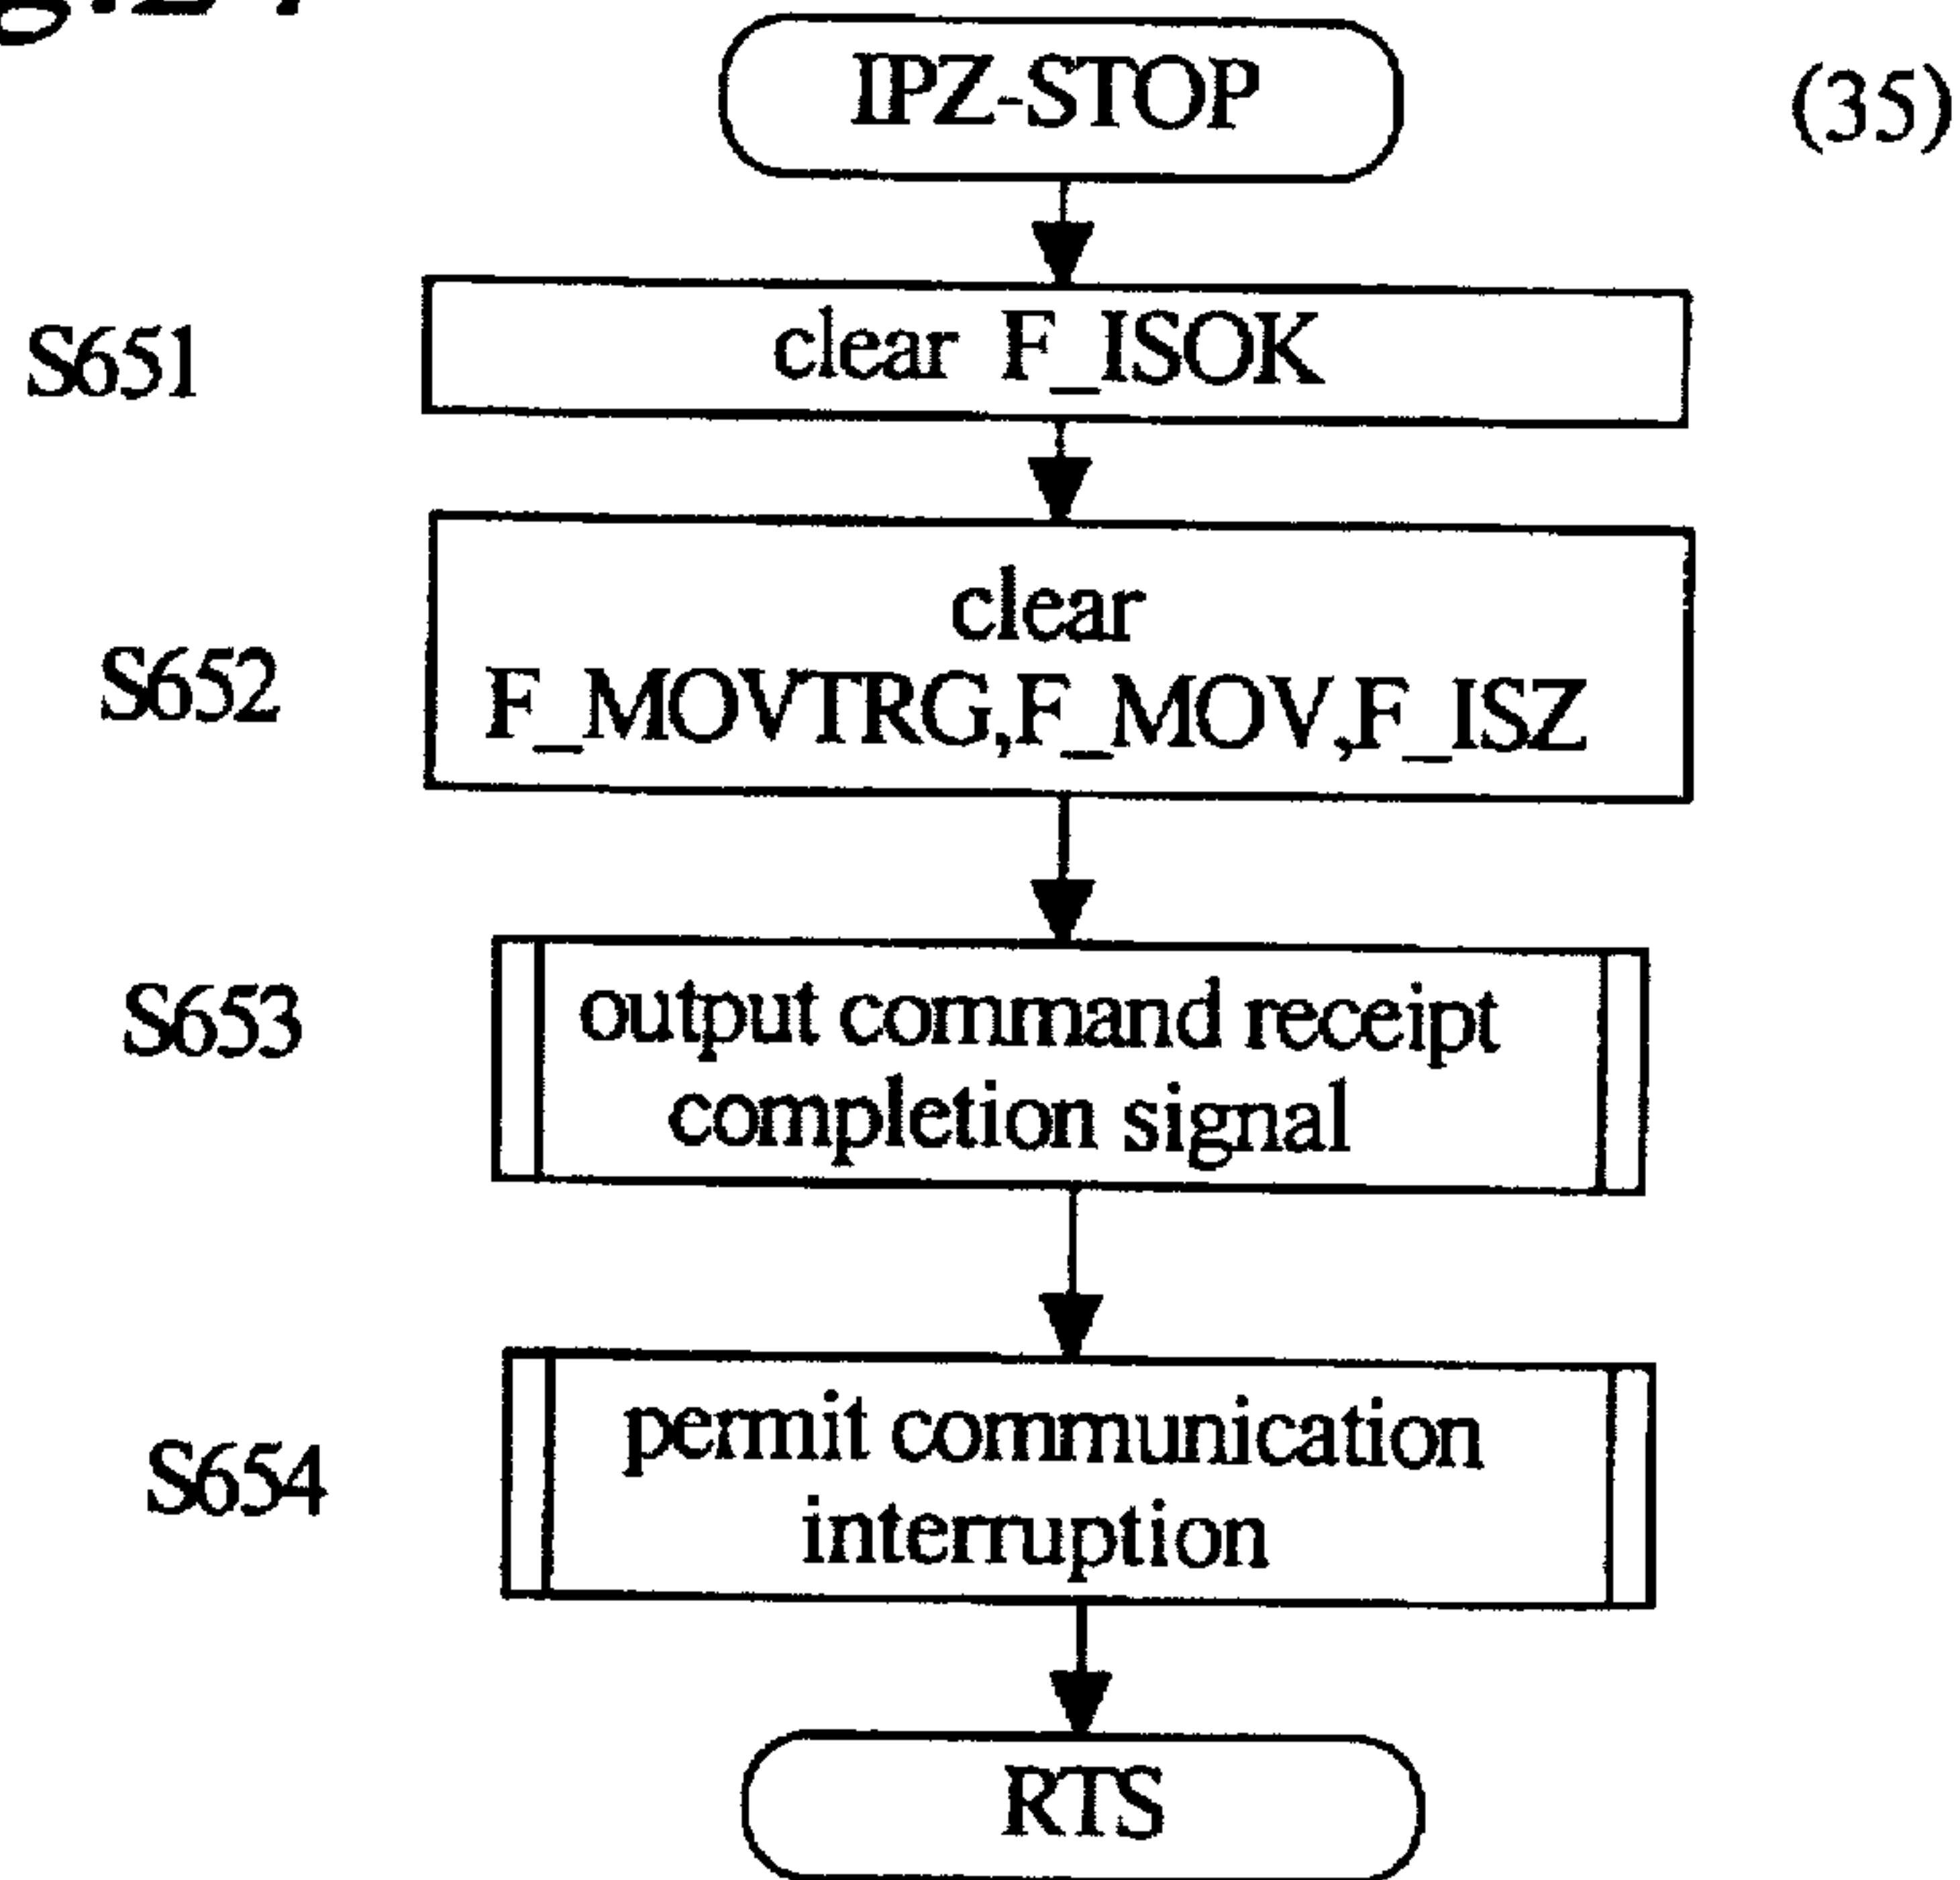 IPZ-STOP
(35)
S651
clear F_ISOK
S652
clear
F_MOVTRG,F_MOV,F_ISZ
S653
output command receipt
completion signal
S654
permit communication
interruption
RTS